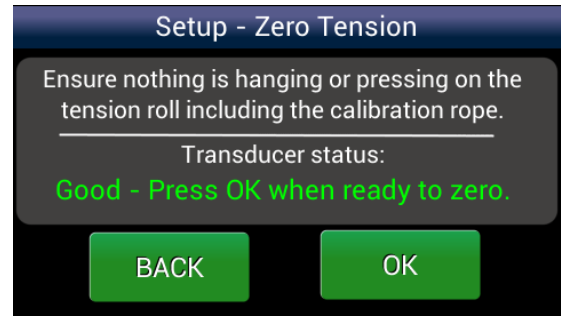 Setup - Zero Tension
Ensure nothing is hanging or pressing on the
tension roll including the calibration rope.
Transducer status:
Good - Press OK when ready to zero.
BACK
OK